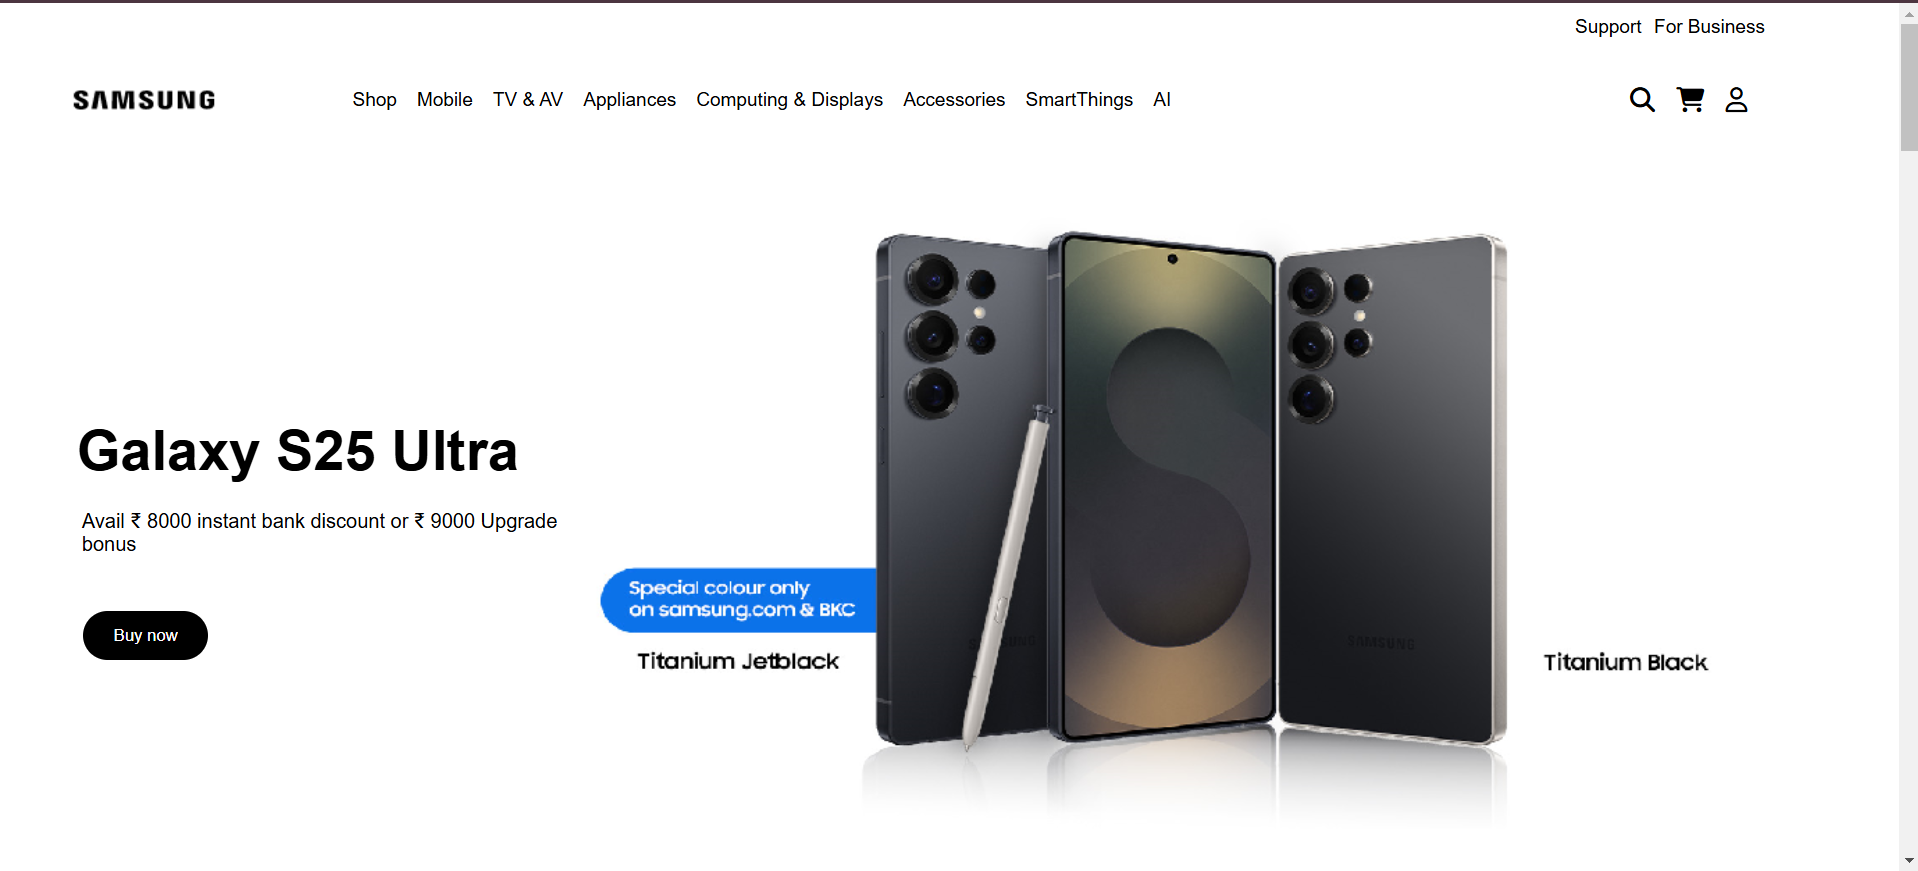 Support For Business
SAMSUNG Shop Mobile TV & AV Appliances Computing & Displays Accessories SmartThings AI
Galaxy S25 Ultra
Avail ₹ 8000 instant bank discount or ₹ 9000 Upgrade
bonus
Buy now
Special colour only
on samsung.com & BKC
Titanium Jetblack
SAMSUNG
SAMSUNG
Titanium Black